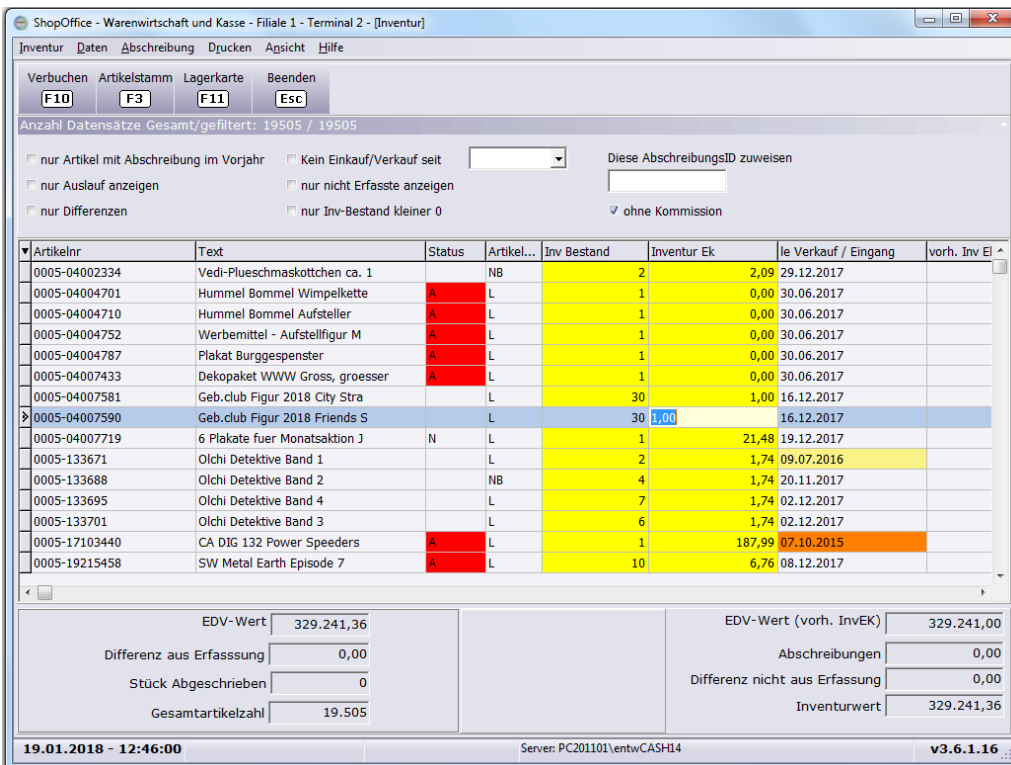 ShopOffice - Warenwirtschaft und Kasse - Filiale 1 - Terminal 2 - [Inventur]
Inventur Daten Abschreibung Drucken Ansicht Hilfe
Verbuchen Artikelstamm Lagerkarte Beenden
F10 F3 F11 Esc
Anzahl Datensätze Gesamt/gefiltert: 19505 / 19505
nur Artikel mit Abschreibung im Vorjahr Kein Einkauf/Verkauf seit Diese AbschreibungsID zuweisen
nur Auslauf anzeigen nur nicht Erfasste anzeigen
nur Differenzen nur Inv-Bestand kleiner 0 ohne Kommission
Artikelnr Text Status Artikel... Inv Bestand Inventur Ek le Verkauf / Eingang vorh. Inv El
0005-04002334 Vedi-Plueschmaskottchen ca. 1 NB 2 2,09 29.12.2017
0005-04004701 Hummel Bommel Wimpelkette A L 1 0,00 30.06.2017
0005-04004710 Hummel Bommel Aufsteller A L 1 0,00 30.06.2017
0005-04004752 Werbemittel - Aufstellfigur M A L 1 0,00 30.06.2017
0005-04004787 Plakat Burggespenster A L 1 0,00 30.06.2017
0005-04007433 Dekopaket WWW Gross, groesser A L 1 0,00 30.06.2017
0005-04007581 Geb.club Figur 2018 City Stra L 30 1,00 16.12.2017
0005-04007590 Geb.club Figur 2018 Friends S L 30 1,00 16.12.2017
0005-04007719 6 Plakate fuer Monatsaktion J N L 1 21,48 19.12.2017
0005-133671 Olchi Detektive Band 1 L 2 1,74 09.07.2016
0005-133688 Olchi Detektive Band 2 NB 4 1,74 20.11.2017
0005-133695 Olchi Detektive Band 4 L 7 1,74 02.12.2017
0005-133701 Olchi Detektive Band 3 L 6 1,74 02.12.2017
0005-17103440 CA DIG 132 Power Speeders A L 1 187,99 07.10.2015
0005-19215458 SW Metal Earth Episode 7 A L 10 6,76 08.12.2017
EDV-Wert 329.241,36 EDV-Wert (vorh. InvEK) 329.241,00
Differenz aus Erfasssung 0,00 Abschreibungen 0,00
Stück Abgeschrieben 0 Differenz nicht aus Erfassung 0,00
Gesamtartikelzahl 19.505 Inventurwert 329.241,36
19.01.2018 - 12:46:00 Server: PC201101\entwCASH14 v3.6.1.16